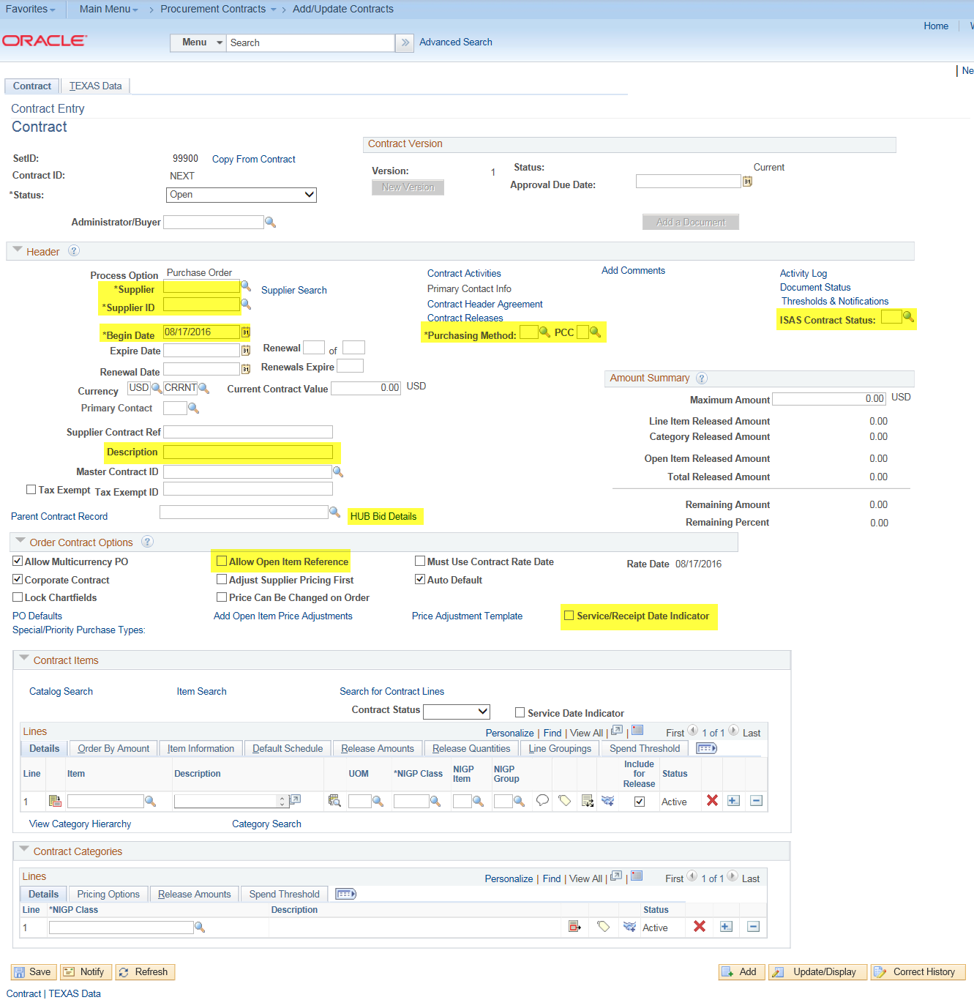 Favorites Main Menu > Procurement Contracts > Add/Update Contracts
Home
ORACLE
Menu Search Advanced Search
Contract TEXAS Data
Contract Entry
Contract
Contract Version
SetID: 99900 Copy From Contract
Version: 1 Status: Current
Contract ID: NEXT
New Version Approval Due Date:
*Status: Open
Administrator/Buyer
Add a Document
Header
Process Option Purchase Order
Contract Activities Add Comments Activity Log
*Supplier Supplier Search
Primary Contact Info Document Status
*Supplier ID
Contract Header Agreement Thresholds & Notifications
Contract Releases ISAS Contract Status:
*Begin Date 08/17/2016 31
*Purchasing Method: PCC
Expire Date 31 Renewal of
Renewal Date 31 Renewals Expire
Currency USD CRRNT Current Contract Value 0.00 USD
Amount Summary
Maximum Amount 0.00 USD
Primary Contact
Line Item Released Amount 0.00
Supplier Contract Ref
Category Released Amount 0.00
Description
Open Item Released Amount 0.00
Master Contract ID
Total Released Amount 0.00
Tax Exempt Tax Exempt ID
Remaining Amount 0.00
Parent Contract Record HUB Bid Details
Remaining Percent 0.00
Order Contract Options
Allow Multicurrency PO Allow Open Item Reference Must Use Contract Rate Date Rate Date 08/17/2016
Corporate Contract Adjust Supplier Pricing First Auto Default
Lock Chartfields Price Can Be Changed on Order
PO Defaults Add Open Item Price Adjustments Price Adjustment Template Service/Receipt Date Indicator
Special/Priority Purchase Types:
Contract Items
Catalog Search Item Search Search for Contract Lines
Contract Status Service Date Indicator
Lines Personalize | Find | View All | | First 1 of 1 Last
Details Order By Amount Item Information Default Schedule Release Amounts Release Quantities Line Groupings Spend Threshold
Line Item Description UOM *NIGP Class NIGP Item NIGP Group Include for Release Status
1 Active
View Category Hierarchy Category Search
Contract Categories
Lines Personalize | Find | View All | | First 1 of 1 Last
Details Pricing Options Release Amounts Spend Threshold
Line *NIGP Class Description Status
1 Active
Save Notify Refresh Add Update/Display Correct History
Contract | TEXAS Data